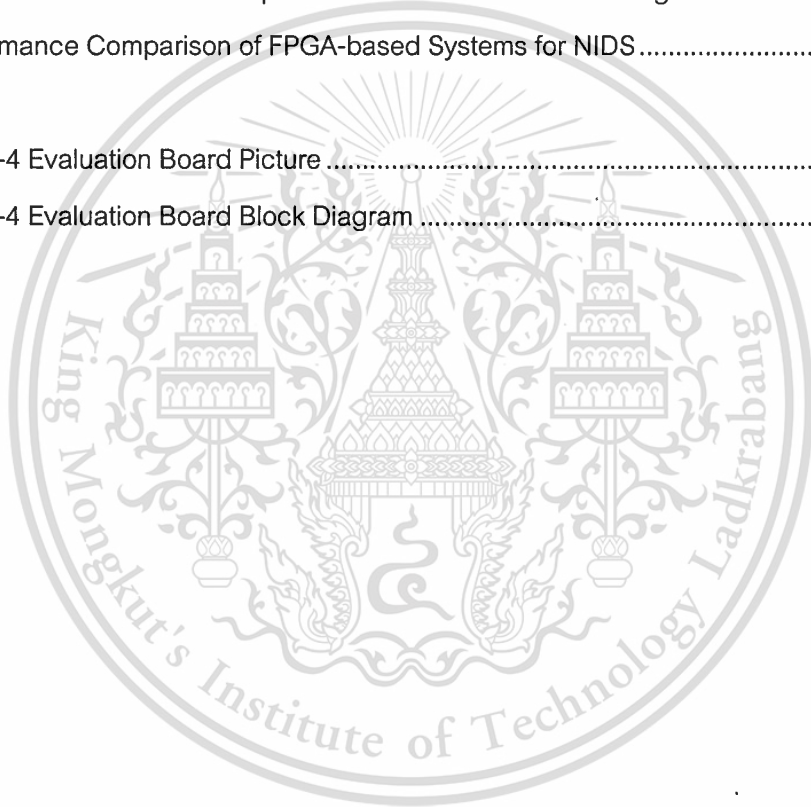 mance Comparison of FPGA-based Systems for NIDS........................
-4 Evaluation Board Picture ..................................................................
-4 Evaluation Board Block Diagram ......................................................
King Mongkut's Institute of Technology Ladkrabang